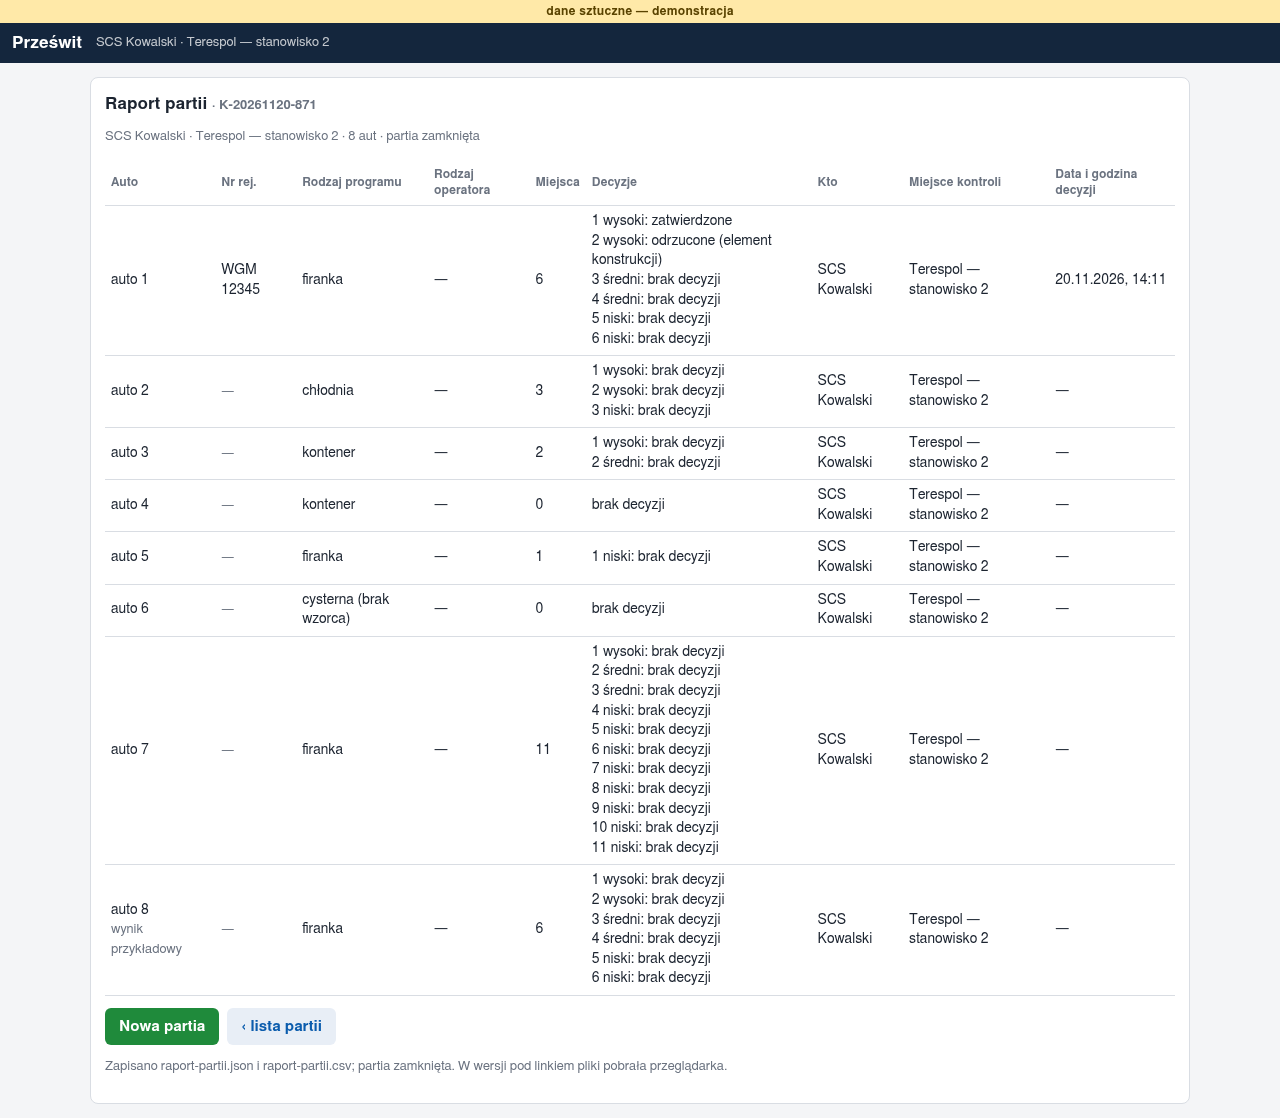 dane sztuczne — demonstracja
Prześwit SCS Kowalski · Terespol — stanowisko 2
Raport partii · K-20261120-871
SCS Kowalski · Terespol — stanowisko 2 · 8 aut · partia zamknięta
Auto Nr rej. Rodzaj programu Rodzaj operatora Miejsca Decyzje Kto Miejsce kontroli Data i godzina decyzji
auto 1 WGM 12345 firanka — 6
1 wysoki: zatwierdzone
2 wysoki: odrzucone (element
konstrukcji)
3 średni: brak decyzji
4 średni: brak decyzji
5 niski: brak decyzji
6 niski: brak decyzji
SCS Kowalski Terespol — stanowisko 2 20.11.2026, 14:11
auto 2 — chłodnia — 3
1 wysoki: brak decyzji
2 wysoki: brak decyzji
3 niski: brak decyzji
SCS Kowalski Terespol — stanowisko 2 —
auto 3 — kontener — 2
1 wysoki: brak decyzji
2 średni: brak decyzji
SCS Kowalski Terespol — stanowisko 2 —
auto 4 — kontener — 0 brak decyzji SCS Kowalski Terespol — stanowisko 2 —
auto 5 — firanka — 1 1 niski: brak decyzji SCS Kowalski Terespol — stanowisko 2 —
auto 6 — cysterna (brak wzorca) — 0 brak decyzji SCS Kowalski Terespol — stanowisko 2 —
auto 7 — firanka — 11
1 wysoki: brak decyzji
2 średni: brak decyzji
3 średni: brak decyzji
4 niski: brak decyzji
5 niski: brak decyzji
6 niski: brak decyzji
7 niski: brak decyzji
8 niski: brak decyzji
9 niski: brak decyzji
10 niski: brak decyzji
11 niski: brak decyzji
SCS Kowalski Terespol — stanowisko 2 —
auto 8 wynik przykładowy — firanka — 6
1 wysoki: brak decyzji
2 wysoki: brak decyzji
3 średni: brak decyzji
4 średni: brak decyzji
5 niski: brak decyzji
6 niski: brak decyzji
SCS Kowalski Terespol — stanowisko 2 —
Nowa partia ‹ lista partii
Zapisano raport-partii.json i raport-partii.csv; partia zamknięta. W wersji pod linkiem pliki pobrała przeglądarka.